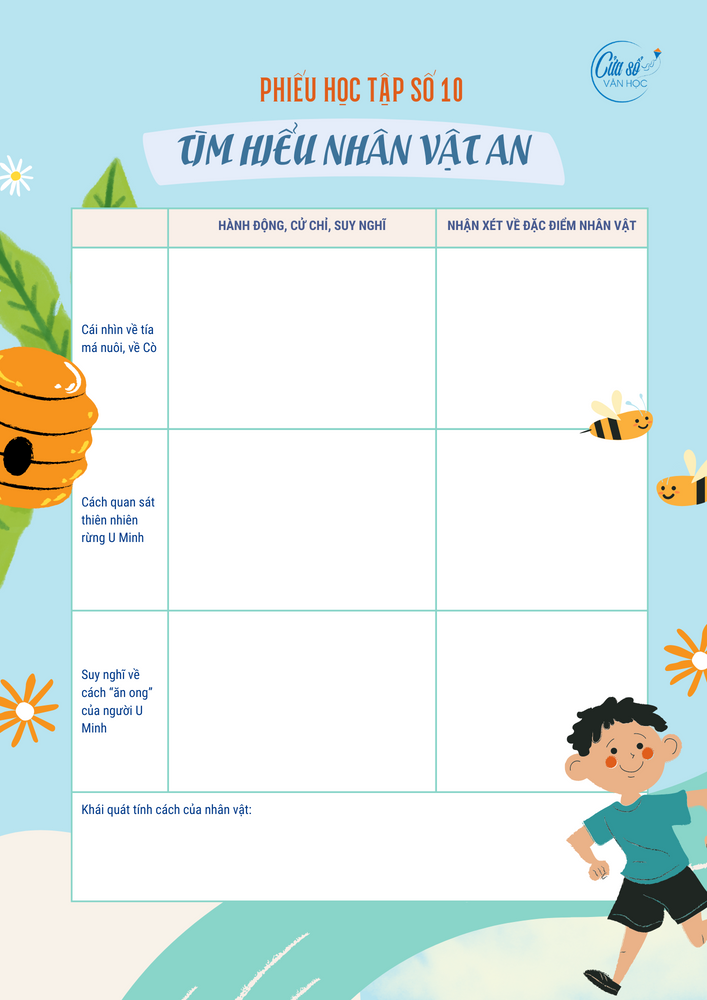 Cửa sổ
VĂN HỌC
PHIẾU HỌC TẬP SỐ 10
TÌM HIỂU NHÂN VẬT AN
HÀNH ĐỘNG, CỬ CHỈ, SUY NGHĨ
NHẬN XÉT VỀ ĐẶC ĐIỂM NHÂN VẬT
Cái nhìn về tía
má nuôi, về Cò
Cách quan sát
thiên nhiên
rừng U Minh
Suy nghĩ về
cách “ăn ong”
của người U
Minh
Khái quát tính cách của nhân vật: